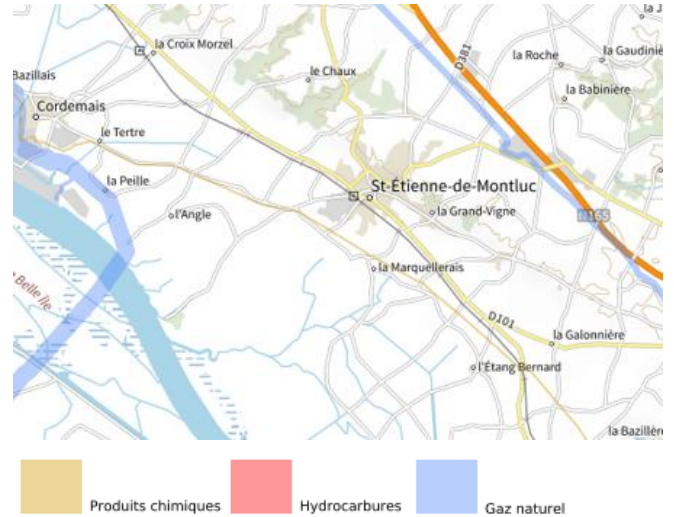 la J
la Croix Morzel
D381
la Roche
la Gaudiniè
le Chaux
Bazillais
la Babinière
Cordemais
le Tertre
la Peille
St-Étienne-de-Montluc
l'Angle
la Grand-Vigne
la Marquellerais
Belle Île
D101
la Galonnière
l'Étang Bernard
la Bazillère
Produits chimiques
Hydrocarbures
Gaz naturel